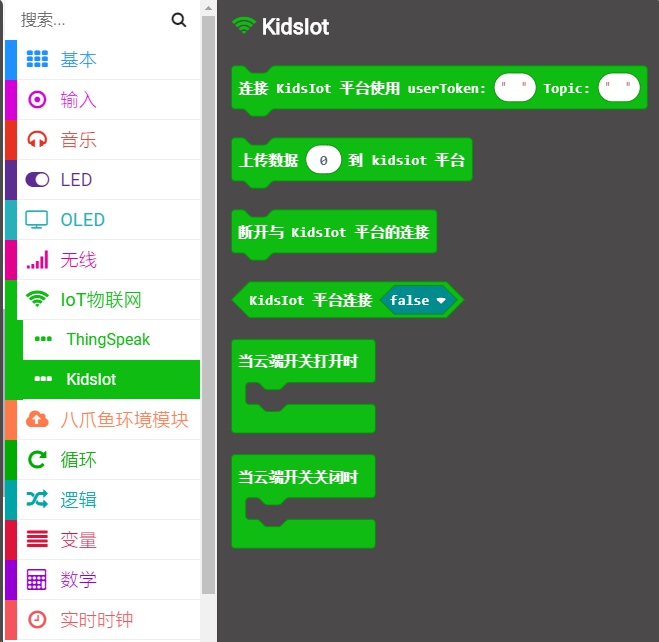 搜索...
基本
输入
音乐
LED
OLED
无线
IoT物联网
ThingSpeak
KidsIot
八爪鱼环境模块
循环
逻辑
变量
数学
实时时钟
KidsIot
连接 KidsIot 平台使用 userToken: " " Topic: " "
上传数据 0 到 kidsiot 平台
断开与 KidsIot 平台的连接
KidsIot 平台连接 false
当云端开关打开时
当云端开关关闭时